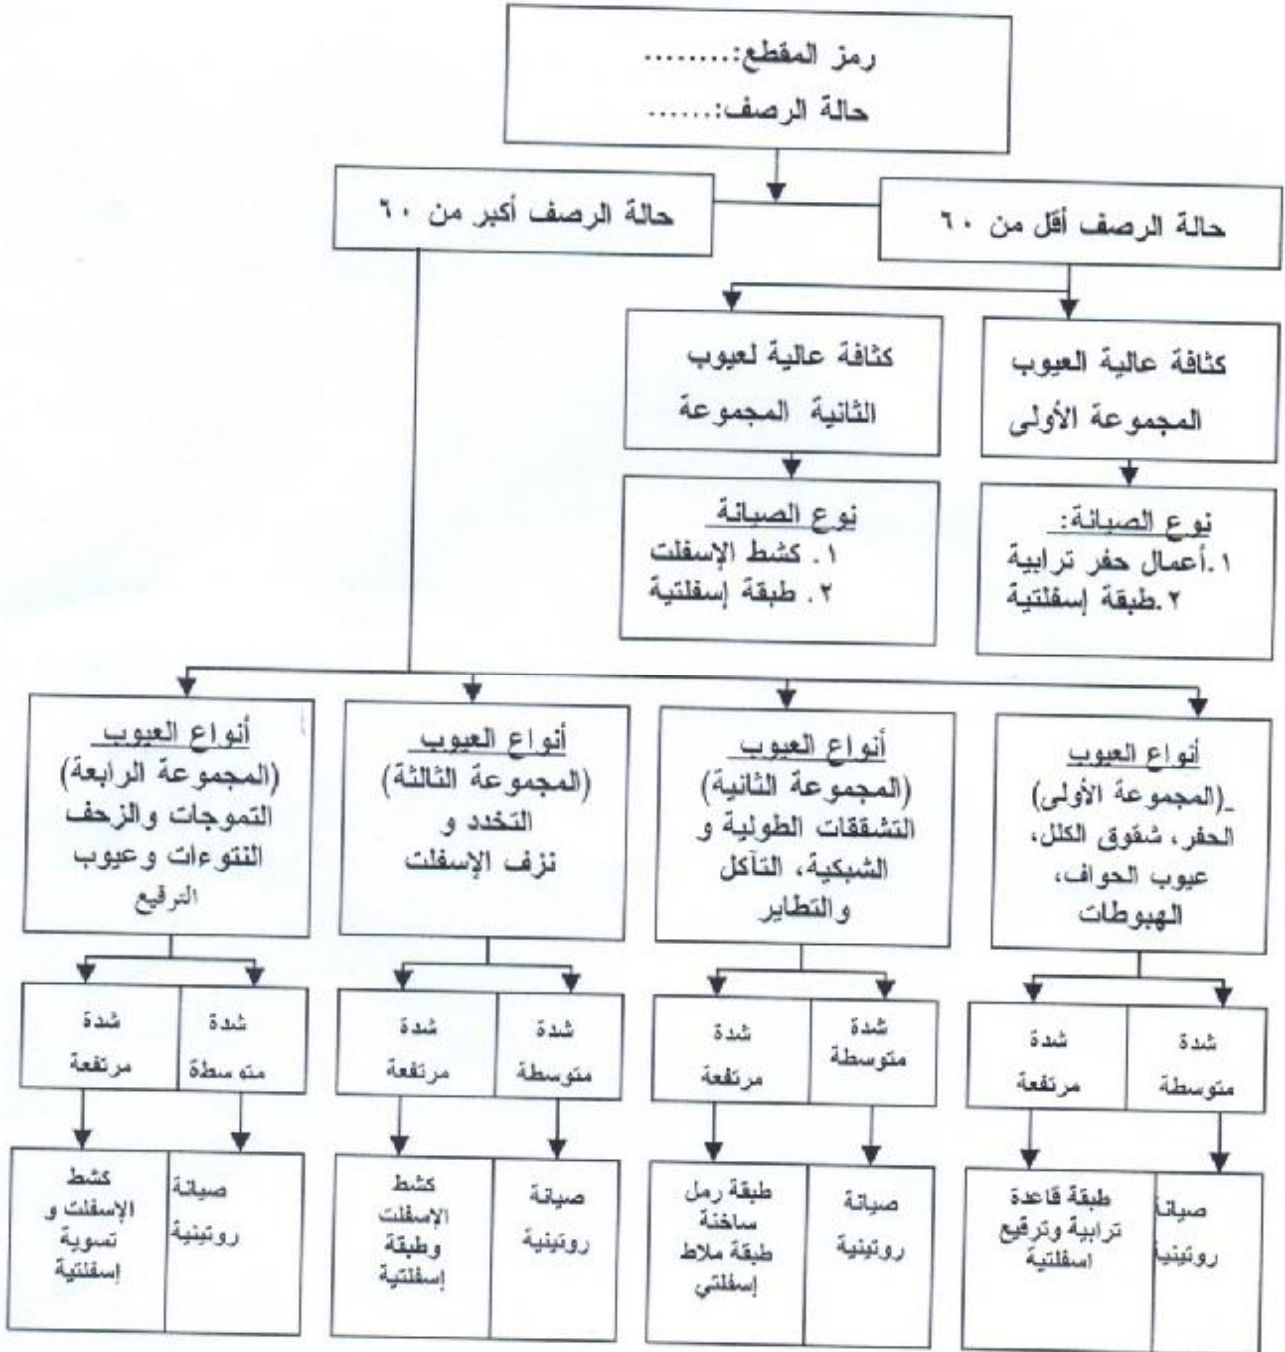 رمز المقطع:........
حالة الرصف:......
حالة الرصف أقل من ٦٠
حالة الرصف أكبر من ٦٠
كثافة عالية العيوب
المجموعة الأولى
كثافة عالية لعيوب
الثانية المجموعة
نوع الصيانة:
١.أعمال حفر ترابية
٢.طبقة إسفلتية
نوع الصيانة
١. كشط الإسفلت
٢. طبقة إسفلتية
أنواع العيوب
_(المجموعة الأولى)
الحفر، شقوق الكلل،
عيوب الحواف،
الهبوطات
أنواع العيوب
(المجموعة الثانية)
التشققات الطولية و
الشبكية، التآكل
والتطاير
أنواع العيوب
(المجموعة الثالثة)
التخدد و
نزف الإسفلت
أنواع العيوب
(المجموعة الرابعة)
التموجات والزحف
النتوءات وعيوب
الترقيع
شدة
متوسطة
شدة
مرتفعة
شدة
متوسطة
شدة
مرتفعة
شدة
متوسطة
شدة
مرتفعة
شدة
متوسطة
شدة
مرتفعة
صيانة
روتينية
طبقة قاعدة
ترابية وترقيع
اسفلتية
صيانة
روتينية
طبقة رمل
ساخنة
طبقة ملاط
إسفلتي
صيانة
روتينية
كشط
الإسفلت
وطبقة
إسفلتية
صيانة
روتينية
كشط
الإسفلت و
تسوية
إسفلتية